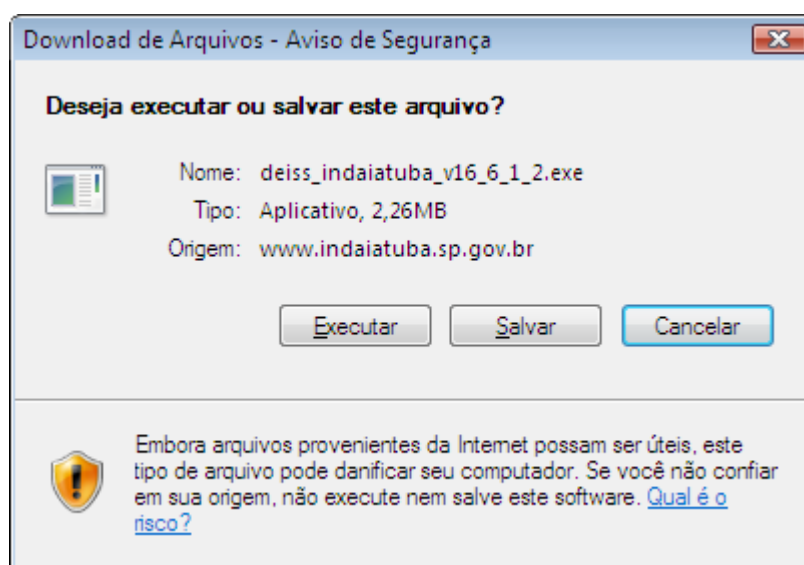 Download de Arquivos - Aviso de Segurança
Deseja executar ou salvar este arquivo?
Nome: deiss_indaiatuba_v16_6_1_2.exe
Tipo: Aplicativo, 2,26MB
Origem: www.indaiatuba.sp.gov.br
Executar Salvar Cancelar
Embora arquivos provenientes da Internet possam ser úteis, este
tipo de arquivo pode danificar seu computador. Se você não confiar
em sua origem, não execute nem salve este software. Qual é o
risco?